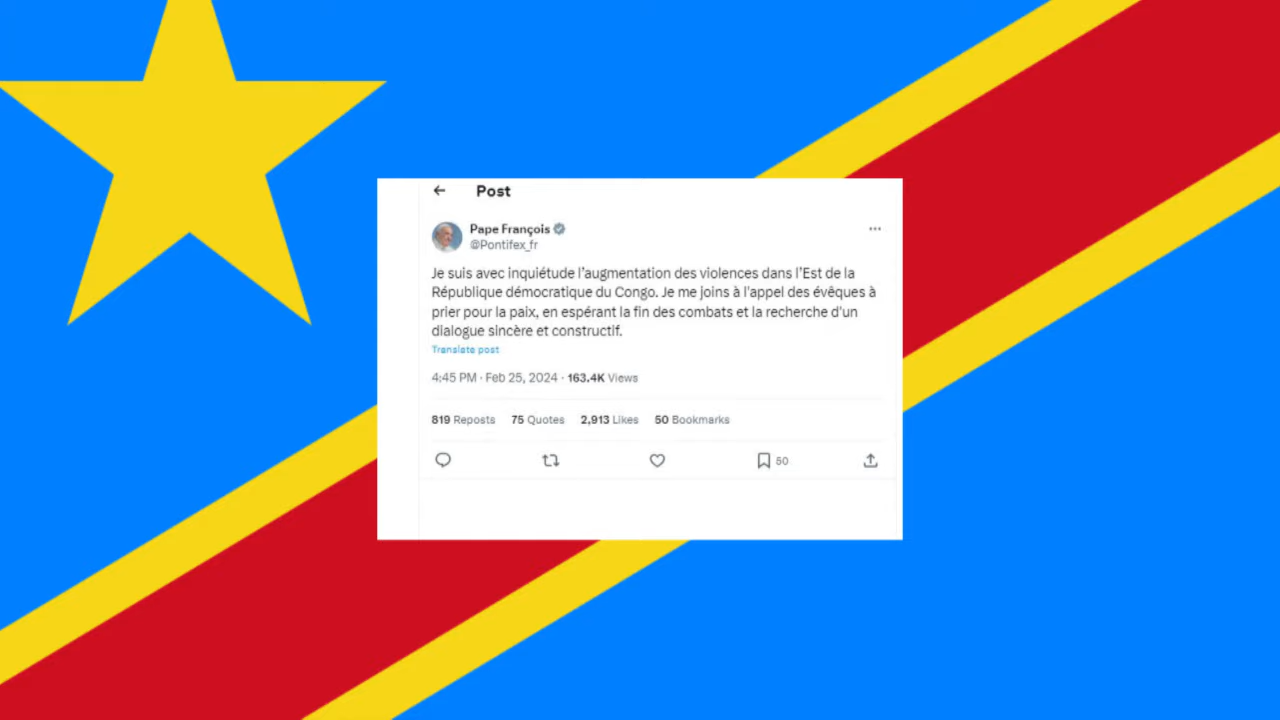 Post
Pape François
@Pontifex_fr
Je suis avec inquiétude l’augmentation des violences dans l’Est de la
République démocratique du Congo. Je me joins à l'appel des évêques à
prier pour la paix, en espérant la fin des combats et la recherche d'un
dialogue sincère et constructif.
Translate post
4:45 PM · Feb 25, 2024 · 163.4K Views
819 Reposts 75 Quotes 2,913 Likes 50 Bookmarks
50